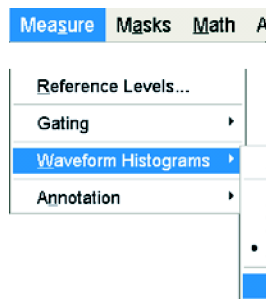 Measure Masks Math A
Reference Levels...
Gating
Waveform Histograms
Annotation